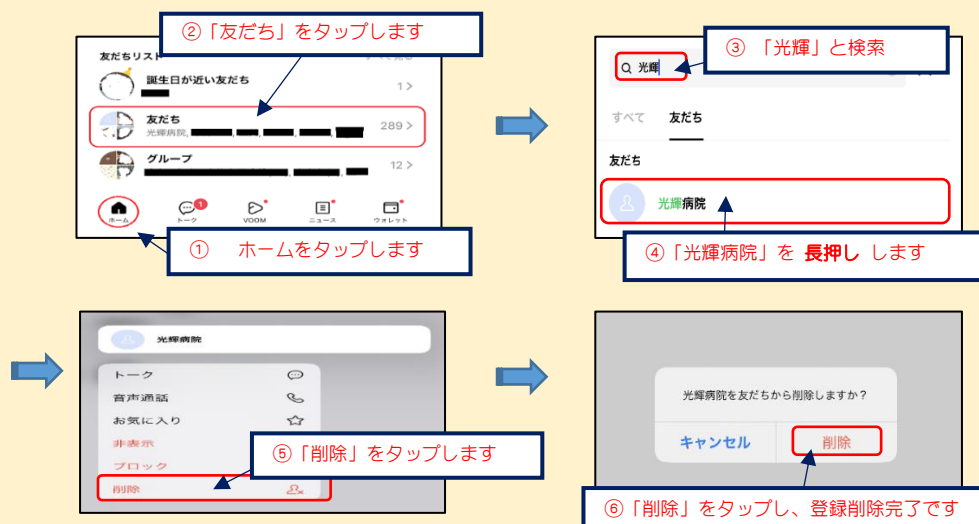 ②「友だち」をタップします
友だちリスト
誕生日が近い友だち
1 >
友だち
光輝病院,
289 >
グループ
12 >
1
ホーム
トーク
VOOM
ニュース
ウォレット
①　ホームをタップします
③　「光輝」と検索
光輝
すべて　友だち
友だち
光輝病院
④「光輝病院」を 長押し します
光輝病院
トーク
音声通話
お気に入り
非表示
ブロック
削除
⑤「削除」をタップします
光輝病院を友だちから削除しますか？
キャンセル　削除
⑥「削除」をタップし、登録削除完了です